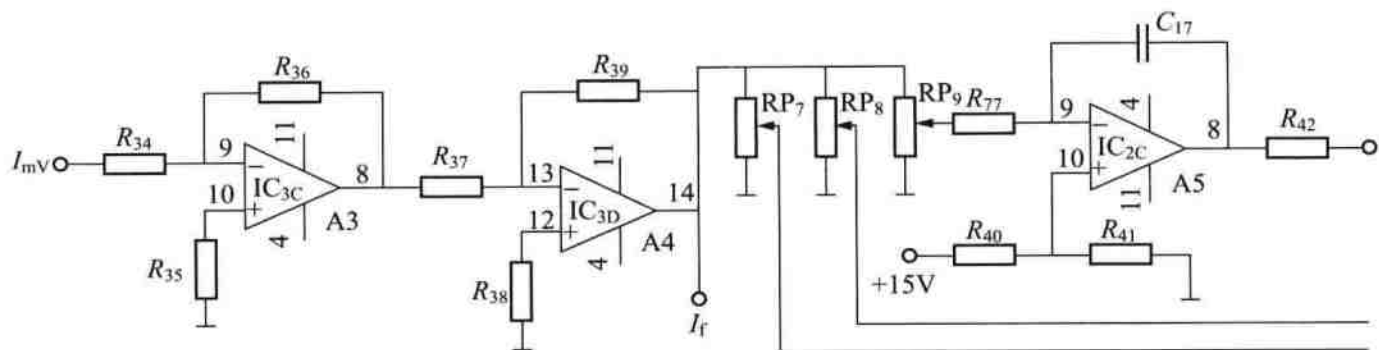 C17
R36
R39
RP7
RP8
RP9
R77
4
R34
11
9
8
R42
ImV
9
8
R37
11
IC2C
10
IC3C
13
14
10
A5
11
A3
IC3D
12
4
A4
R40
R41
R35
4
R38
+15V
If